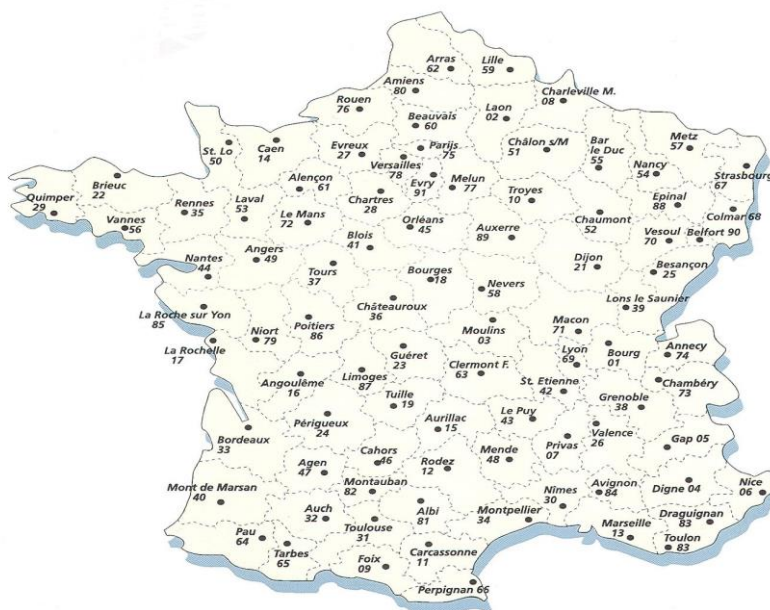 Arras
62
Lille
59
Amiens
80
Charleville M.
08
Rouen
76
Laon
02
Beauvais
60
St. Lo
50
Caen
14
Evreux
27
Parijs
75
Versailles
78
Châlon s/M
51
Bar
le Duc
55
Metz
57
Nancy
54
Strasbourg
67
Brieuc
22
Alençon
61
Evry
91
Melun
77
Quimper
29
Rennes
35
Laval
53
Chartres
28
Troyes
10
Epinal
88
Colmar 68
Vannes
56
Le Mans
72
Orléans
45
Auxerre
89
Chaumont
52
Vesoul
70
Belfort 90
Nantes
44
Angers
49
Blois
41
Tours
37
Bourges
18
Nevers
58
Dijon
21
Besançon
25
La Roche sur Yon
85
Châteauroux
36
Lons le Saunier
39
Niort
79
Poitiers
86
Moulins
03
Macon
71
La Rochelle
17
Guéret
23
Lyon
69
Bourg
01
Annecy
74
Angoulême
16
Limoges
87
Clermont F.
63
St. Etienne
42
Chambéry
73
Tuille
19
Grenoble
38
Périgueux
24
Le Puy
43
Bordeaux
33
Aurillac
15
Valence
26
Privas
07
Gap 05
Agen
47
Cahors
46
Rodez
12
Mende
48
Mont de Marsan
40
Montauban
82
Avignon
84
Digne 04
Nice
06
Auch
32
Albi
81
Montpellier
34
Nîmes
30
Draguignan
83
Pau
64
Toulouse
31
Marseille
13
Toulon
83
Tarbes
65
Foix
09
Carcassonne
11
Perpignan 66